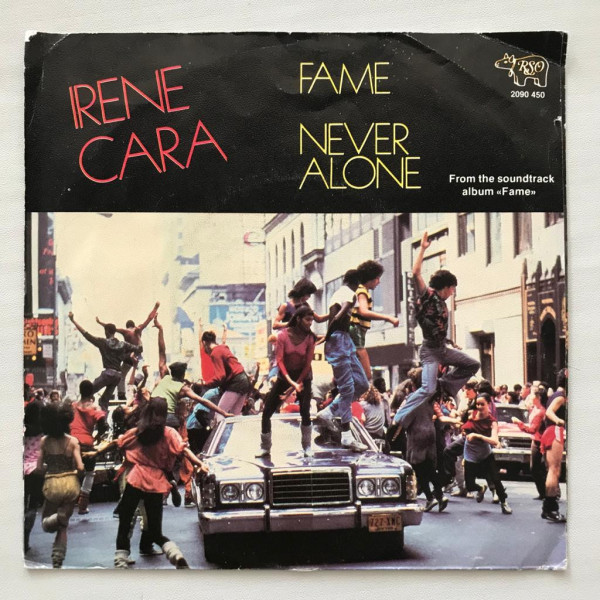 IRENE
CARA
FAME
NEVER
ALONE
RSO
2090 450
From the soundtrack
album «Fame»